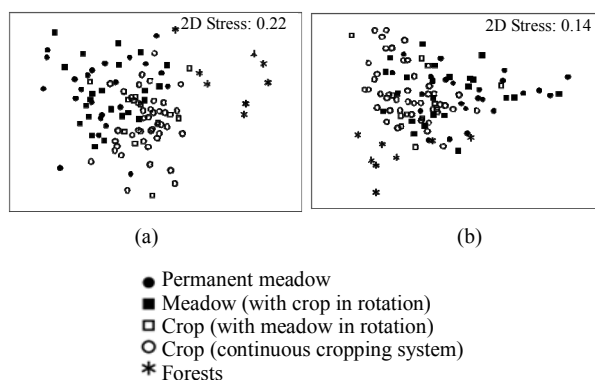 2D Stress: 0.22
2D Stress: 0.14
(a)
(b)
Permanent meadow
Meadow (with crop in rotation)
Crop (with meadow in rotation)
Crop (continuous cropping system)
Forests